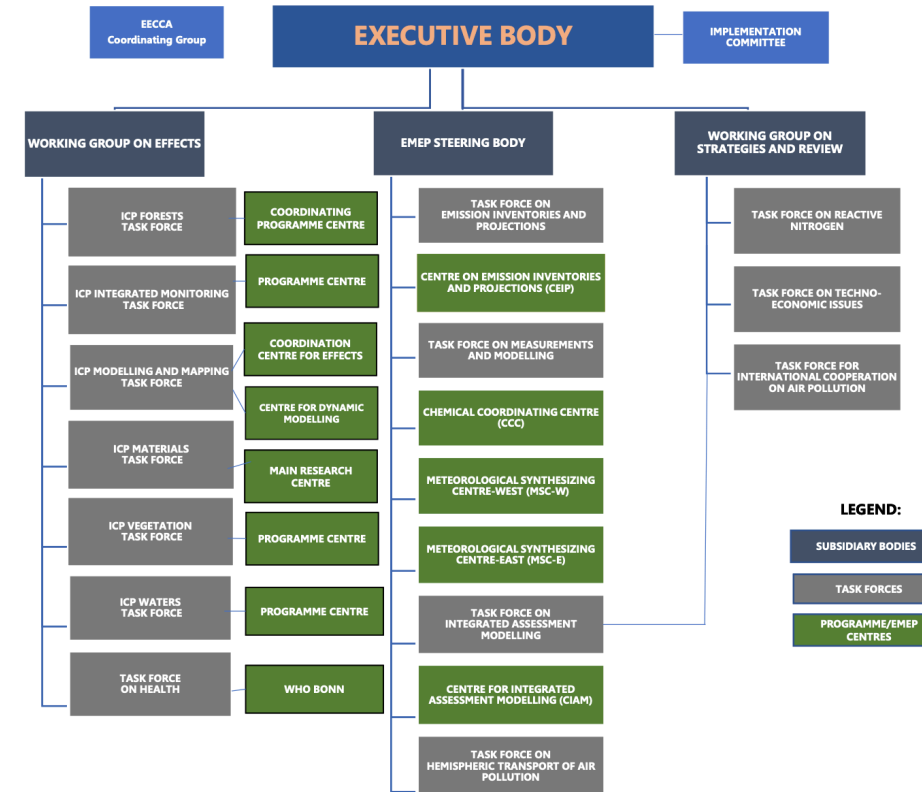 EECCA
Coordinating Group
EXECUTIVE BODY
IMPLEMENTATION
COMMITTEE
WORKING GROUP ON EFFECTS
EMEP STEERING BODY
WORKING GROUP ON
STRATEGIES AND REVIEW
ICP FORESTS
TASK FORCE
COORDINATING
PROGRAMME CENTRE
ICP INTEGRATED MONITORING
TASK FORCE
PROGRAMME CENTRE
ICP MODELLING AND MAPPING
TASK FORCE
COORDINATION
CENTRE FOR EFFECTS
CENTRE FOR DYNAMIC
MODELLING
ICP MATERIALS
TASK FORCE
MAIN RESEARCH
CENTRE
ICP VEGETATION
TASK FORCE
PROGRAMME CENTRE
ICP WATERS
TASK FORCE
PROGRAMME CENTRE
TASK FORCE
ON HEALTH
WHO BONN
TASK FORCE ON
EMISSION INVENTORIES AND
PROJECTIONS
CENTRE ON EMISSION INVENTORIES
AND PROJECTIONS (CEIP)
TASK FORCE ON MEASUREMENTS
AND MODELLING
CHEMICAL COORDINATING CENTRE
(CCC)
METEOROLOGICAL SYNTHESIZING
CENTRE-WEST (MSC-W)
METEOROLOGICAL SYNTHESIZING
CENTRE-EAST (MSC-E)
TASK FORCE ON
INTEGRATED ASSESSMENT
MODELLING
CENTRE FOR INTEGRATED
ASSESSMENT MODELLING (CIAM)
TASK FORCE ON
HEMISPHERIC TRANSPORT OF AIR
POLLUTION
TASK FORCE ON REACTIVE
NITROGEN
TASK FORCE ON TECHNO-
ECONOMIC ISSUES
TASK FORCE FOR
INTERNATIONAL COOPERATION
ON AIR POLLUTION
LEGEND:
SUBSIDIARY BODIES
TASK FORCES
PROGRAMME/EMEP
CENTRES